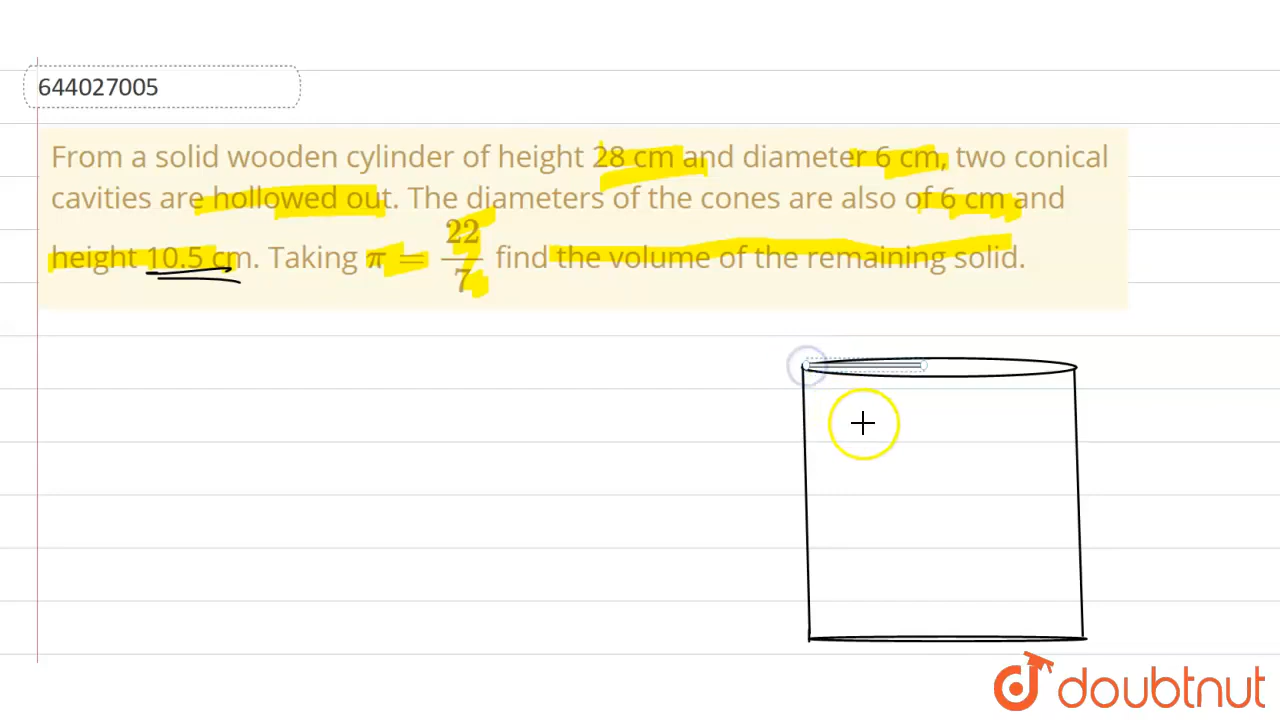 644027005
From a solid wooden cylinder of height 28 cm and diameter 6 cm, two conical
cavities are hollowed out. The diameters of the cones are also of 6 cm and
height 10.5 cm. Taking π = 22/7 find the volume of the remaining solid.
doubtnut